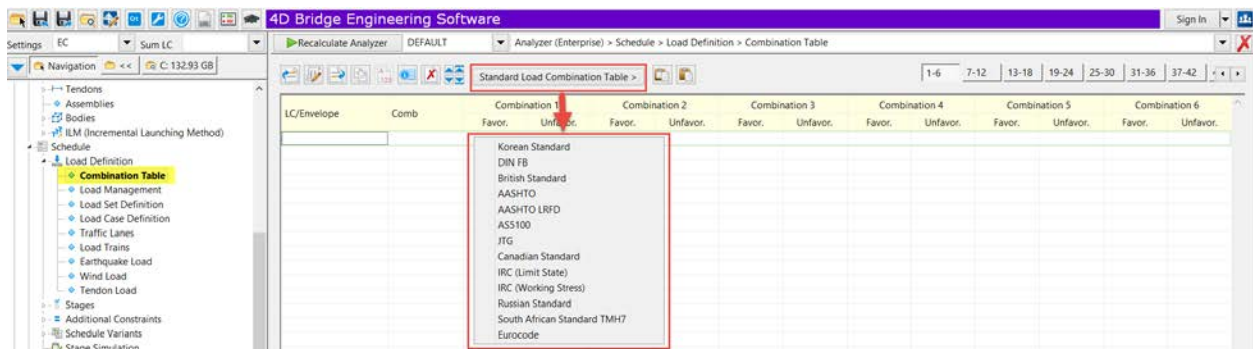 4D Bridge Engineering Software
Sign In
Settings EC Sum LC
Recalculate Analyzer DEFAULT Analyzer (Enterprise) > Schedule > Load Definition > Combination Table
Navigation << C: 132.93 GB
Standard Load Combination Table >
1-6 7-12 13-18 19-24 25-30 31-36 37-42
Tendons
Assemblies
Bodies
ILM (Incremental Launching Method)
Schedule
Load Definition
Combination Table
Load Management
Load Set Definition
Load Case Definition
Traffic Lanes
Load Trains
Earthquake Load
Wind Load
Tendon Load
Stages
Additional Constraints
Schedule Variants
Stage Simulation
LC/Envelope Comb Combination 1 Combination 2 Combination 3 Combination 4 Combination 5 Combination 6
Favor. Unfavor. Favor. Unfavor. Favor. Unfavor. Favor. Unfavor. Favor. Unfavor. Favor. Unfavor.
Korean Standard
DIN FB
British Standard
AASHTO
AASHTO LRFD
AS5100
JTG
Canadian Standard
IRC (Limit State)
IRC (Working Stress)
Russian Standard
South African Standard TMH7
Eurocode